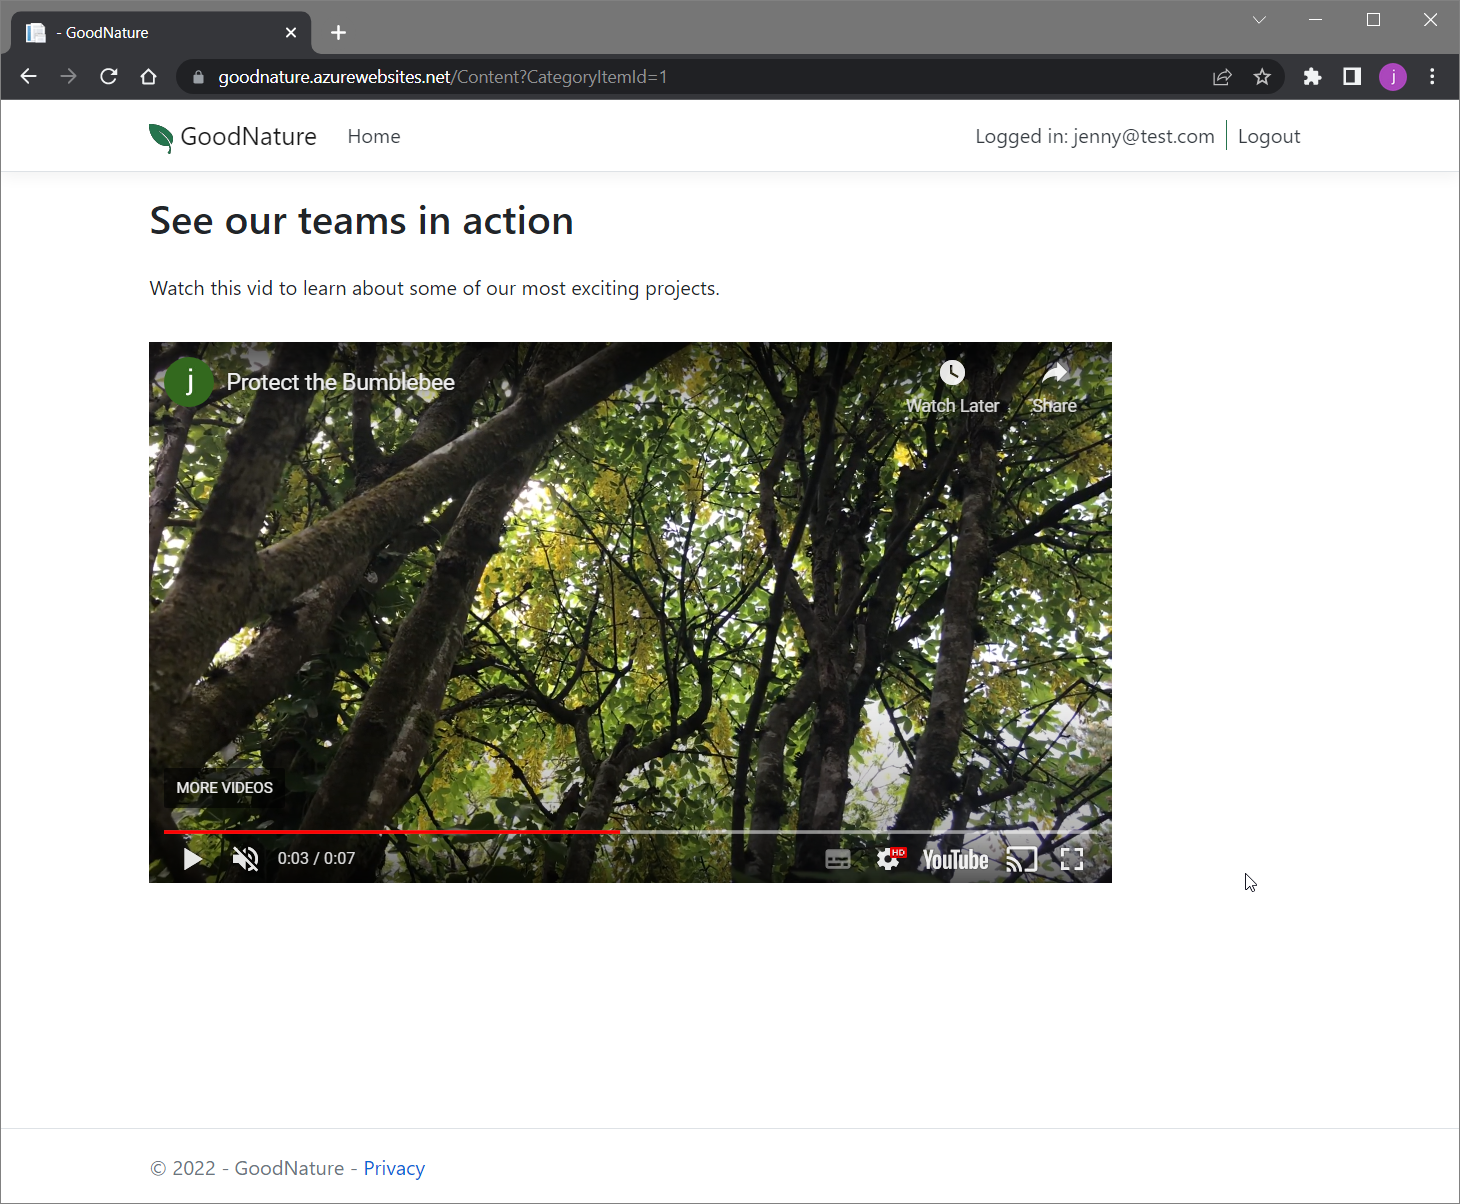 - GoodNature
goodnature.azurewebsites.net/Content?CategoryItemId=1
j
GoodNature Home Logged in: jenny@test.com Logout
See our teams in action
Watch this vid to learn about some of our most exciting projects.
j Protect the Bumblebee
Watch Later Share
MORE VIDEOS
0:03 / 0:07 HD YouTube
© 2022 - GoodNature - Privacy